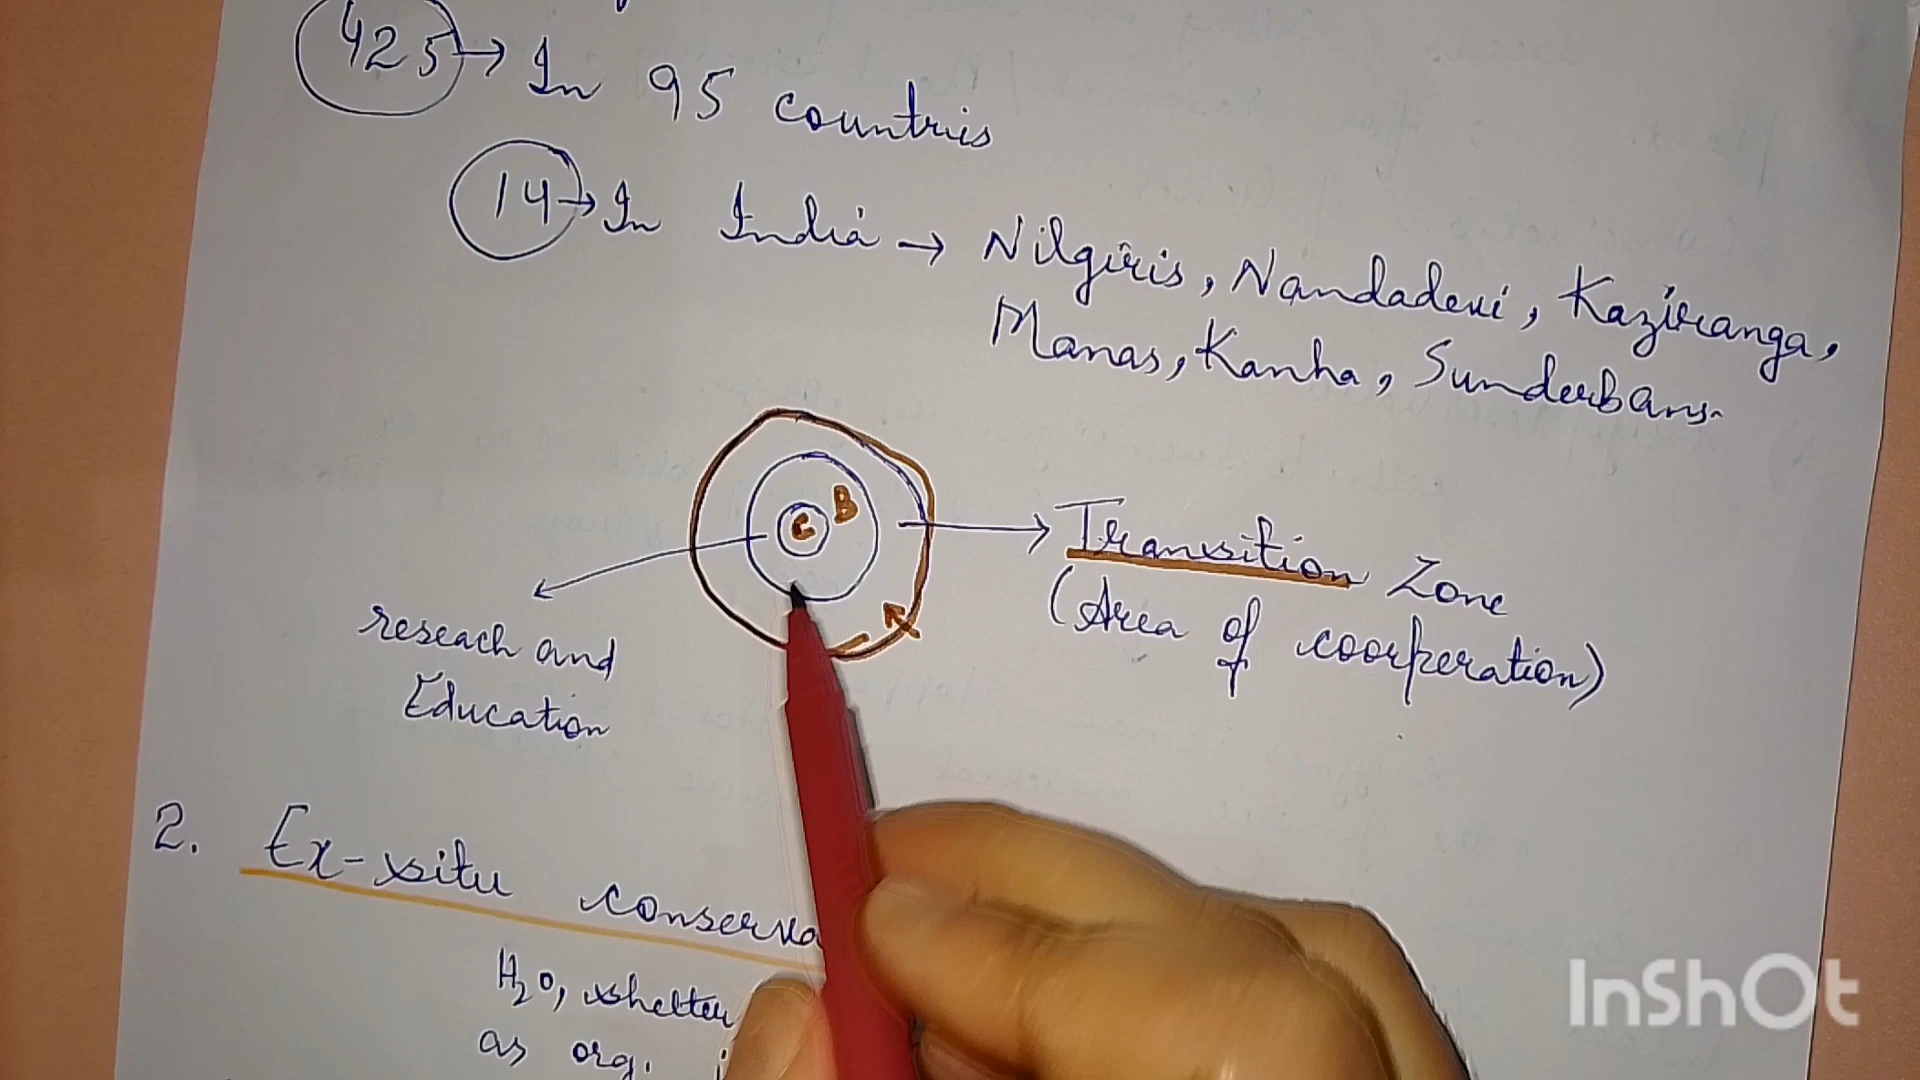 425 → In 95 countries
14 → In India → Nilgiris, Nandadevi, Kaziranga,
Manas, Kanha, Sunderbans.
C B
Transition Zone
(Area of coorperation)
reseach and
Education
2. Ex-situ conserva
H2O, shelter
as org.
InShOt